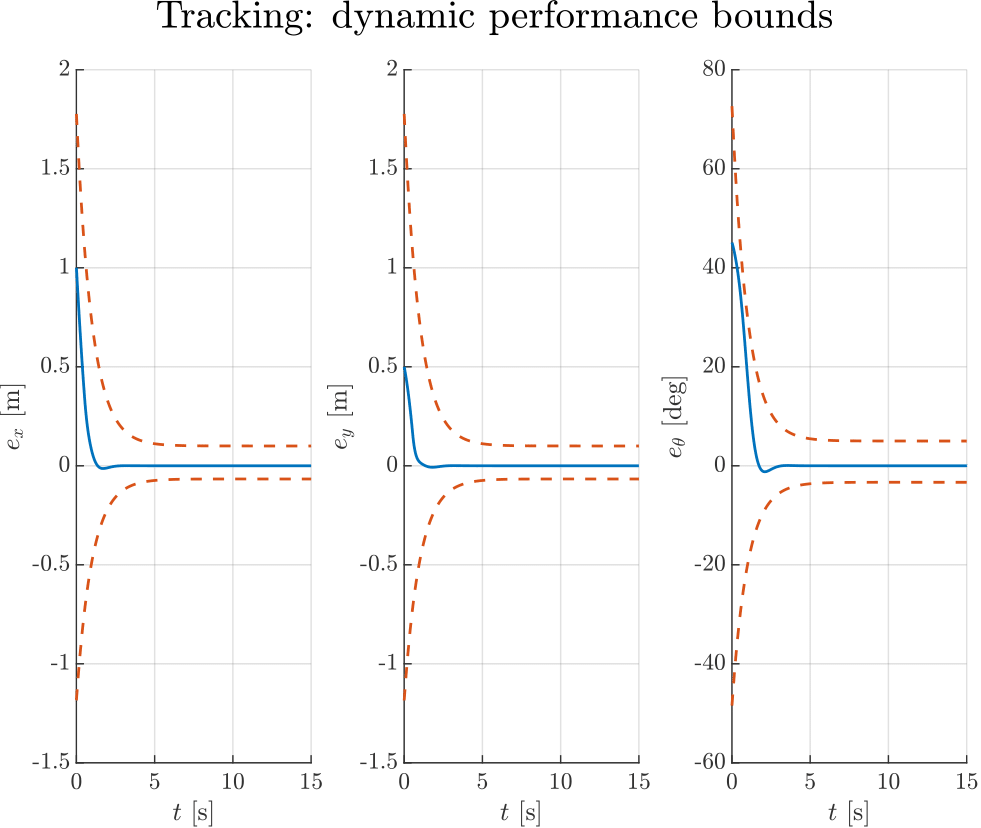 Tracking: dynamic performance bounds
2
1.5
1
0.5
0
-0.5
-1
-1.5
0 5 10 15
t [s]
e_x [m]
2
1.5
1
0.5
0
-0.5
-1
-1.5
0 5 10 15
t [s]
e_y [m]
80
60
40
20
0
-20
-40
-60
0 5 10 15
t [s]
e_θ [deg]